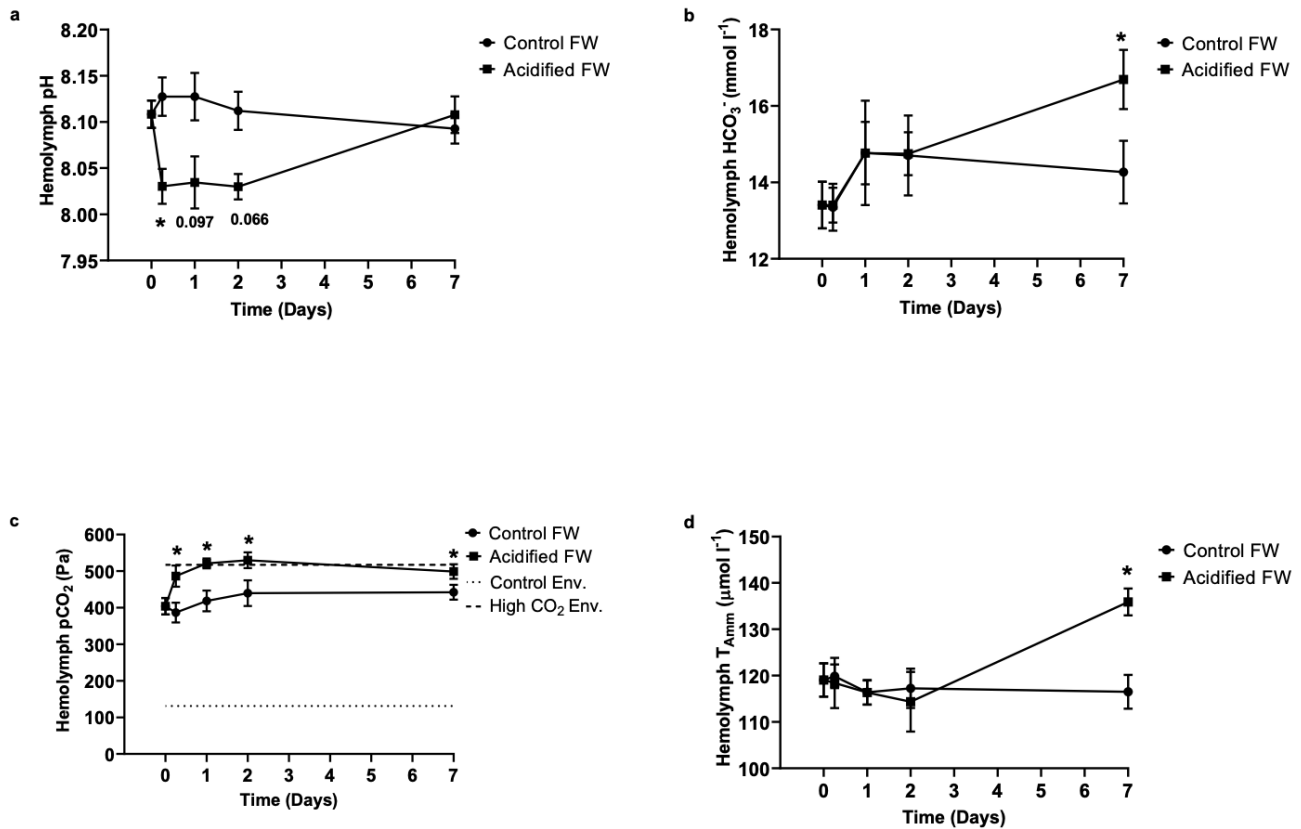 a
8.20
8.15
8.10
8.05
8.00
7.95
Hemolymph pH
* 0.097 0.066
0 1 2 3 4 5 6 7
Time (Days)
Control FW
Acidified FW
b
18
16
14
12
Hemolymph HCO3- (mmol l-1)
*
0 1 2 3 4 5 6 7
Time (Days)
Control FW
Acidified FW
c
600
500
400
300
200
100
0
Hemolymph pCO2 (Pa)
* * * *
0 1 2 3 4 5 6 7
Time (Days)
Control FW
Acidified FW
Control Env.
High CO2 Env.
d
150
140
130
120
110
100
Hemolymph TAmm (μmol l-1)
*
0 1 2 3 4 5 6 7
Time (Days)
Control FW
Acidified FW